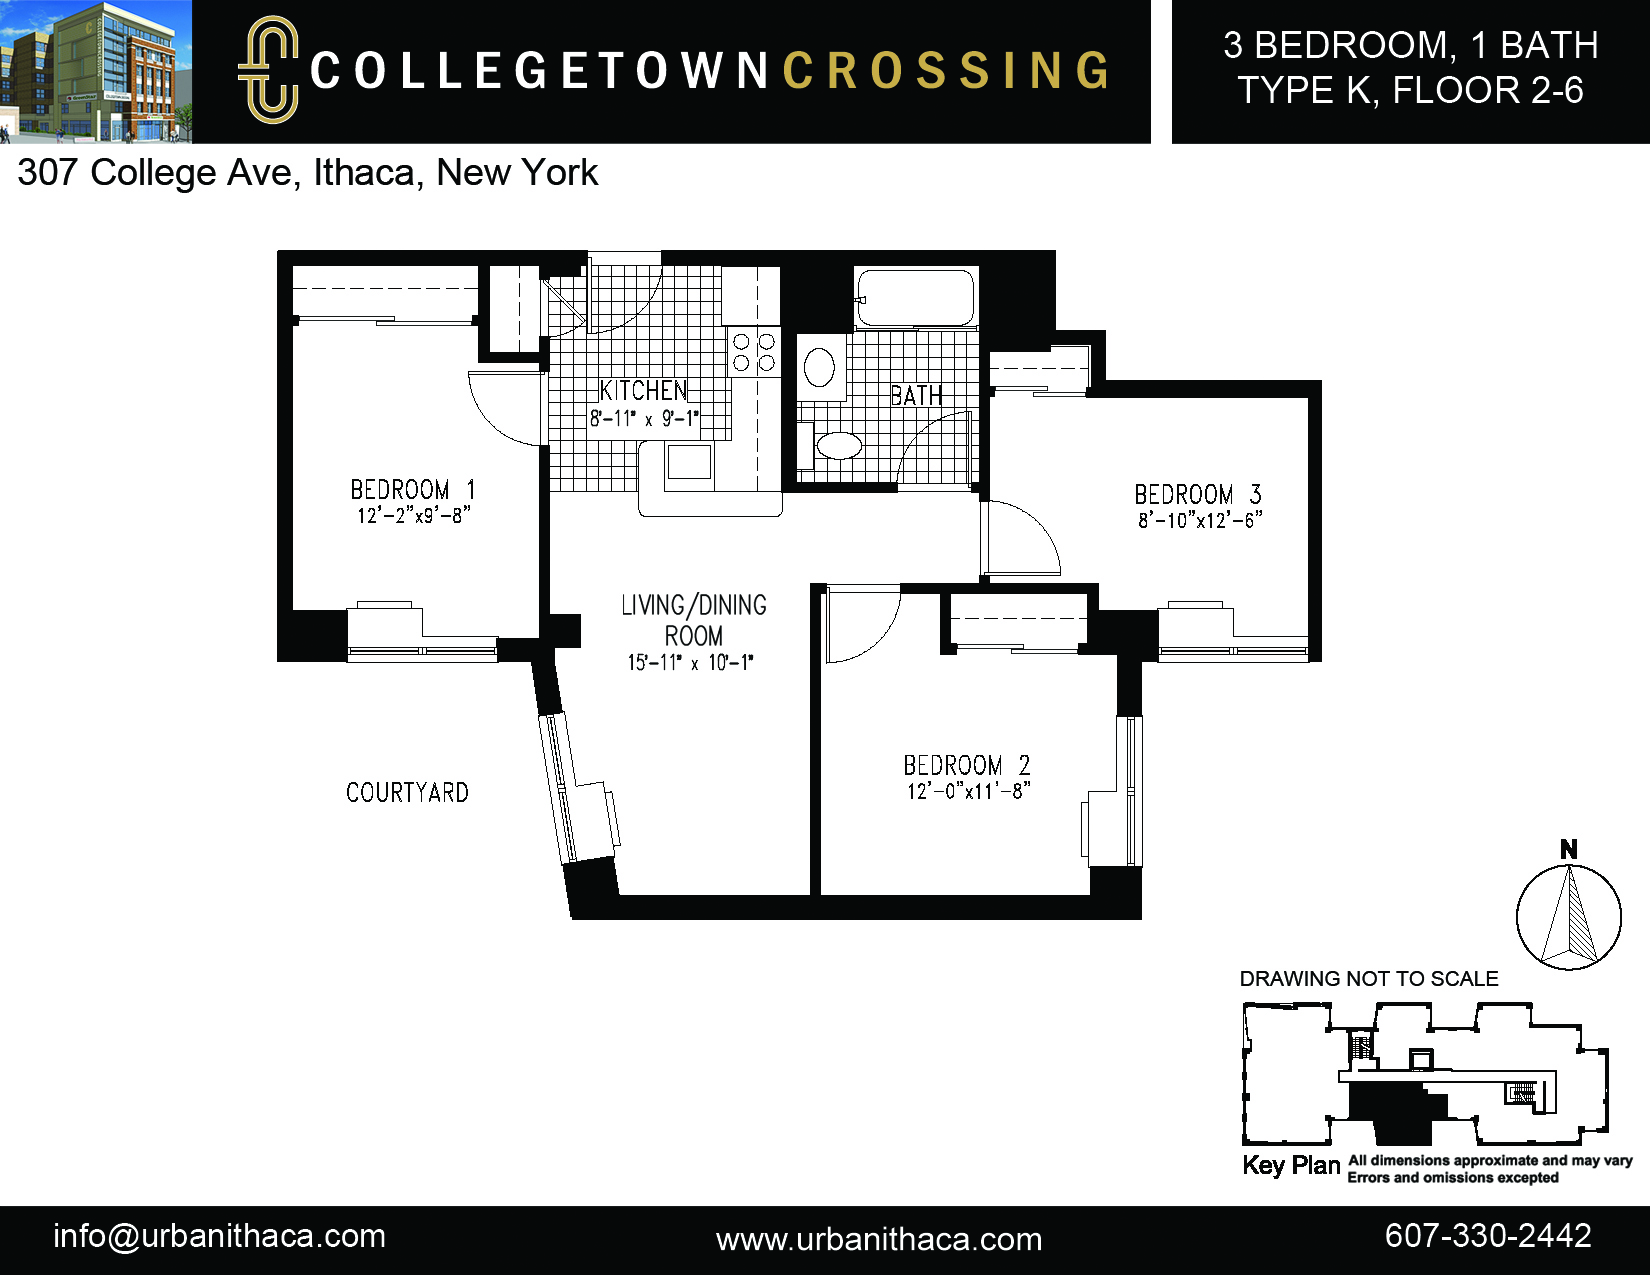 COLLEGETOWNCROSSING
3 BEDROOM, 1 BATH
TYPE K, FLOOR 2-6
307 College Ave, Ithaca, New York
KITCHEN
8'-11" x 9'-1"
BATH
BEDROOM 1
12'-2"x9'-8"
BEDROOM 3
8'-10"x12'-6"
LIVING/DINING
ROOM
15'-11" x 10'-1"
BEDROOM 2
12'-0"x11'-8"
COURTYARD
N
DRAWING NOT TO SCALE
Key Plan
All dimensions approximate and may vary
Errors and omissions excepted
info@urbanithaca.com
www.urbanithaca.com
607-330-2442